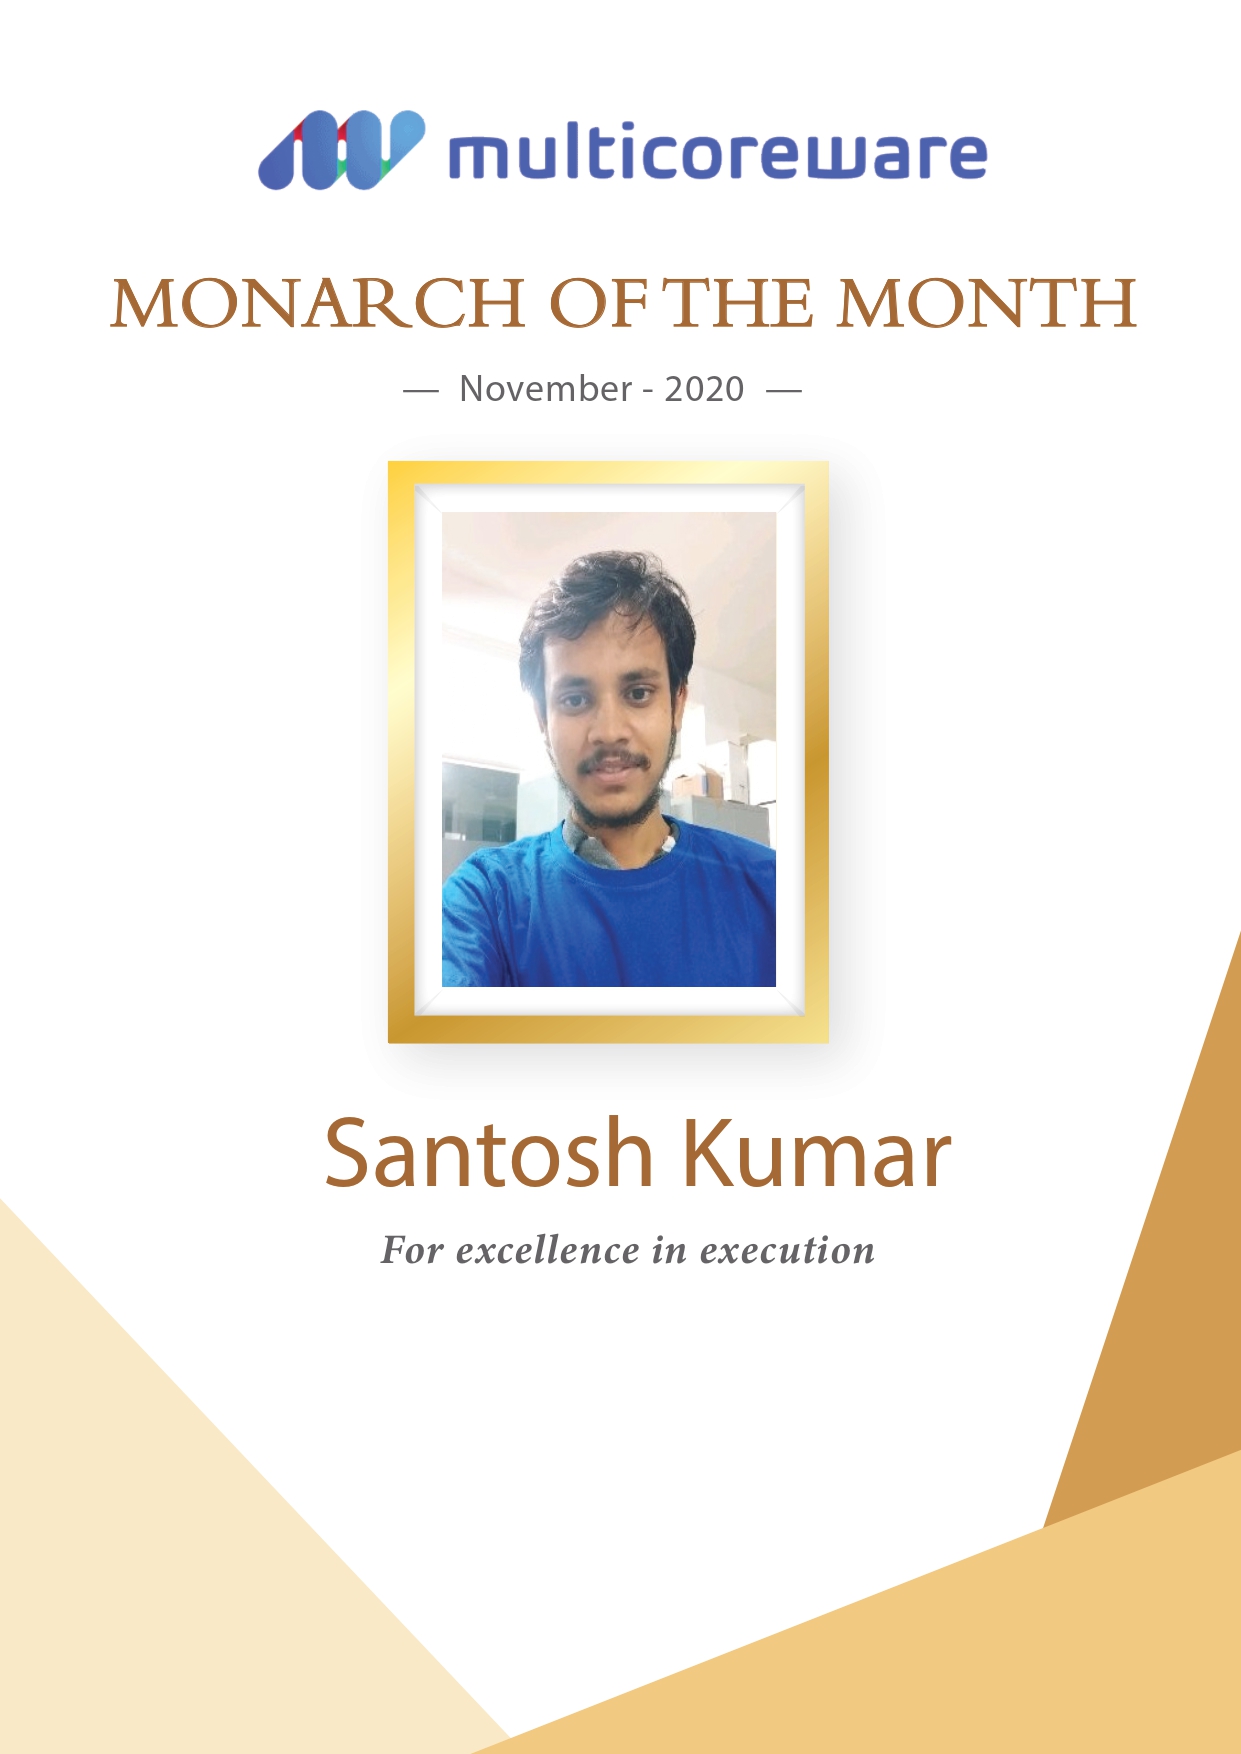 multicoreware
MONARCH OF THE MONTH
— November - 2020 —
Santosh Kumar
For excellence in execution